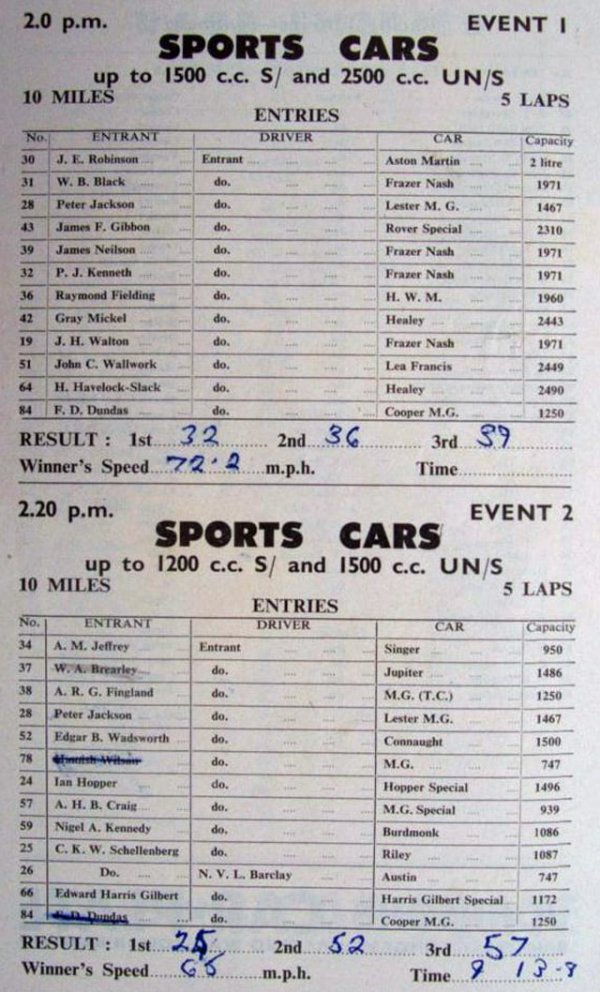 2.0 p.m. EVENT 1
SPORTS CARS
up to 1500 c.c. S/ and 2500 c.c. UN/S
10 MILES 5 LAPS
ENTRIES
No. ENTRANT DRIVER CAR Capacity
30 J. E. Robinson Entrant Aston Martin 2 litre
31 W. B. Black do. Frazer Nash 1971
28 Peter Jackson do. Lester M. G. 1467
43 James F. Gibbon do. Rover Special 2310
39 James Neilson do. Frazer Nash 1971
32 P. J. Kenneth do. Frazer Nash 1971
36 Raymond Fielding do. H. W. M. 1960
42 Gray Mickel do. Healey 2443
19 J. H. Walton do. Frazer Nash 1971
51 John C. Wallwork do. Lea Francis 2449
64 H. Havelock-Slack do. Healey 2490
84 F. D. Dundas do. Cooper M.G. 1250
RESULT : 1st 32 2nd 36 3rd 39
Winner's Speed 72.2 m.p.h. Time
2.20 p.m. EVENT 2
SPORTS CARS
up to 1200 c.c. S/ and 1500 c.c. UN/S
10 MILES 5 LAPS
ENTRIES
No. ENTRANT DRIVER CAR Capacity
34 A. M. Jeffrey Entrant Singer 950
37 W. A. Brearley do. Jupiter 1486
38 A. R. G. Fingland do. M.G. (T.C.) 1250
28 Peter Jackson do. Lester M.G. 1467
52 Edgar B. Wadsworth do. Connaught 1500
78 Wilson do. M.G. 747
24 Ian Hopper do. Hopper Special 1496
57 A. H. B. Craig do. M.G. Special 939
59 Nigel A. Kennedy do. Burdmonk 1086
25 C. K. W. Schellenberg do. Riley 1087
26 Do. N. V. L. Barclay Austin 747
66 Edward Harris Gilbert do. Harris Gilbert Special 1172
84 F. D. Dundas do. Cooper M.G. 1250
RESULT : 1st 25 2nd 52 3rd 57
Winner's Speed 65 m.p.h. Time 9 13.8